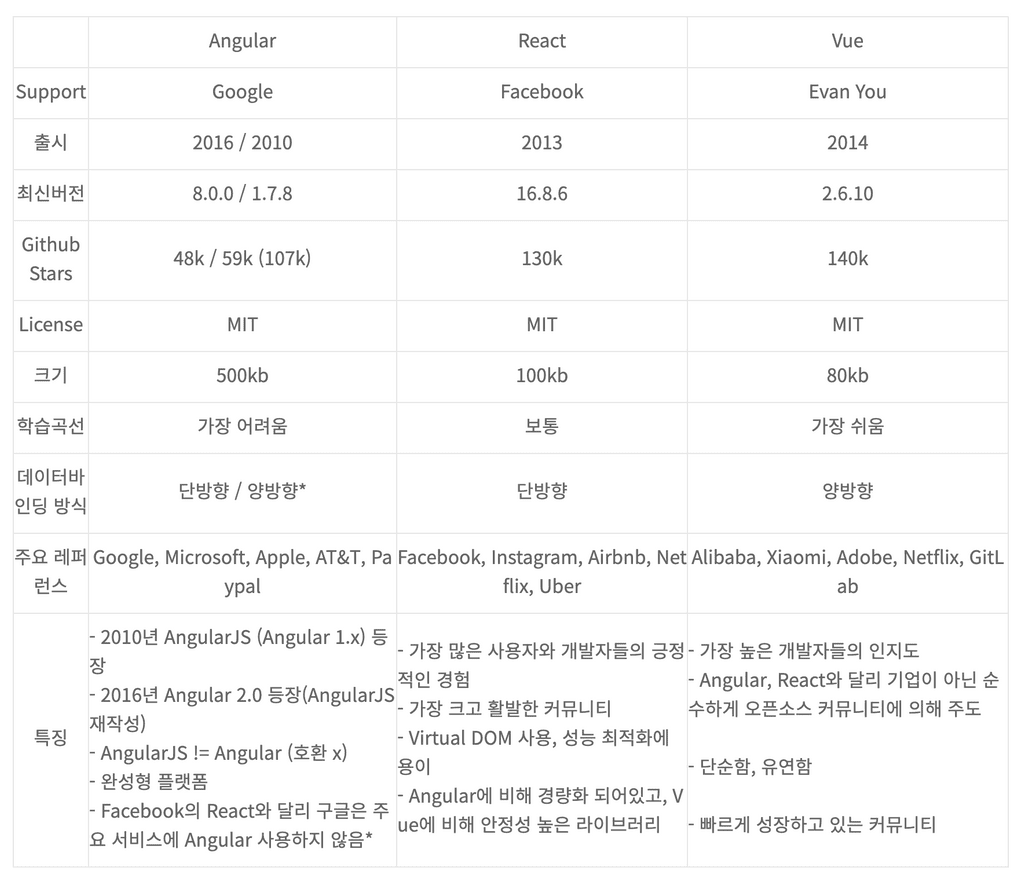 Angular React Vue
Support Google Facebook Evan You
출시 2016 / 2010 2013 2014
최신버전 8.0.0 / 1.7.8 16.8.6 2.6.10
Github
Stars
48k / 59k (107k) 130k 140k
License MIT MIT MIT
크기 500kb 100kb 80kb
학습곡선 가장 어려움 보통 가장 쉬움
데이터바
인딩 방식
단방향 / 양방향* 단방향 양방향
주요 레퍼
런스
Google, Microsoft, Apple, AT&T, Pa
ypal
Facebook, Instagram, Airbnb, Net
flix, Uber
Alibaba, Xiaomi, Adobe, Netflix, GitL
ab
특징
- 2010년 AngularJS (Angular 1.x) 등
장
- 2016년 Angular 2.0 등장(AngularJS
재작성)
- AngularJS != Angular (호환 x)
- 완성형 플랫폼
- Facebook의 React와 달리 구글은 주
요 서비스에 Angular 사용하지 않음*
- 가장 많은 사용자와 개발자들의 긍정
적인 경험
- 가장 크고 활발한 커뮤니티
- Virtual DOM 사용, 성능 최적화에
용이
- Angular에 비해 경량화 되어있고, V
ue에 비해 안정성 높은 라이브러리
- 가장 높은 개발자들의 인지도
- Angular, React와 달리 기업이 아닌 순
수하게 오픈소스 커뮤니티에 의해 주도
- 단순함, 유연함
- 빠르게 성장하고 있는 커뮤니티